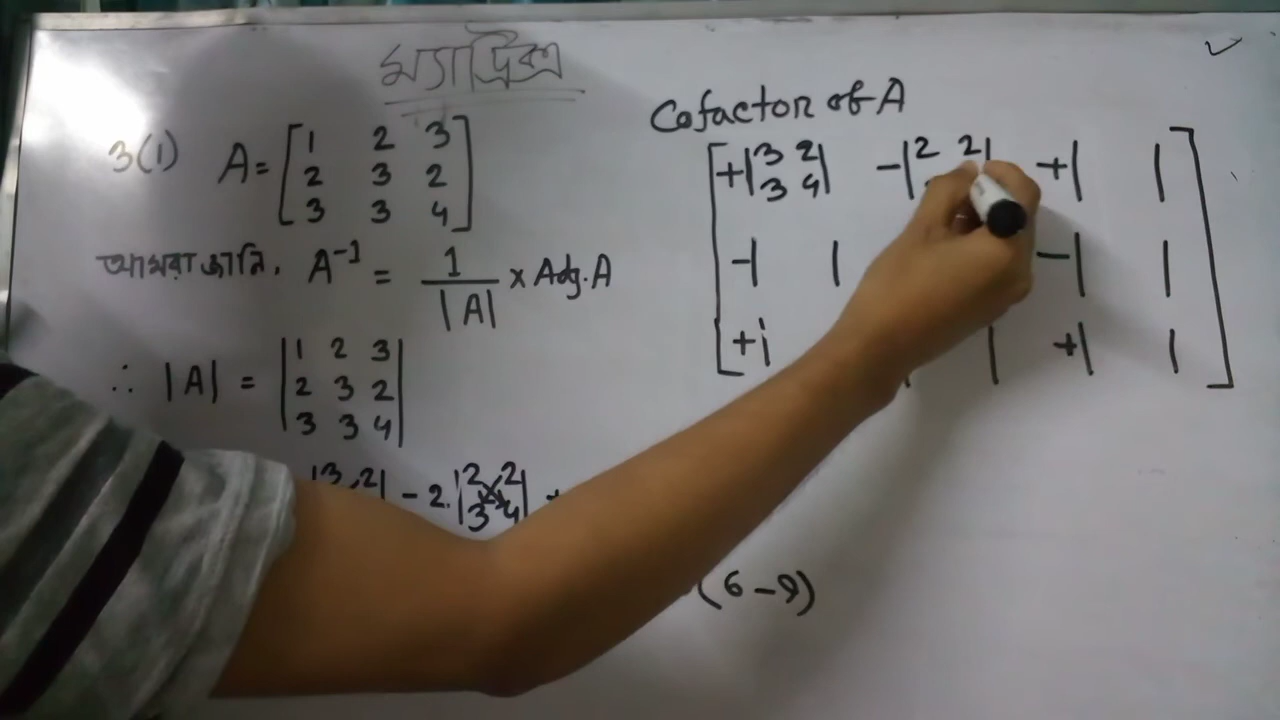 ম্যাট্রিক্স
3(1) A = [1 2 3
2 3 2
3 3 4]
আমরা জানি, A⁻¹ = 1/|A| × Adj.A
∴ |A| = |1 2 3
2 3 2
3 3 4|
|3 2| - 2.|2 2
3 4| +
(6-9)
Cofactor of A
[+|3 2
3 4| -|2 2| +| |
-| | -| |
+| | +| |]